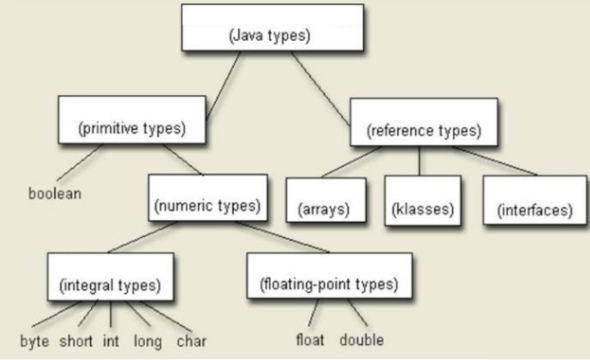 (Java types)
(primitive types)
(reference types)
boolean
(numeric types)
(arrays)
(klasses)
(interfaces)
(integral types)
(floating-point types)
byte short int long char
float double